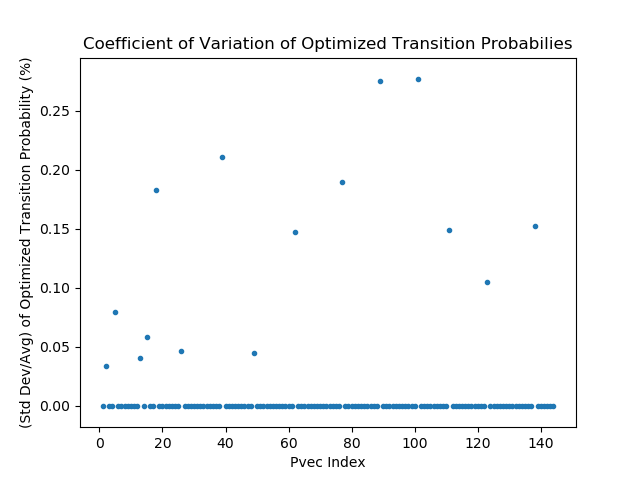 Coefficient of Variation of Optimized Transition Probabilies
(Std Dev/Avg) of Optimized Transition Probability (%)
0.25
0.20
0.15
0.10
0.05
0.00
0 20 40 60 80 100 120 140
Pvec Index